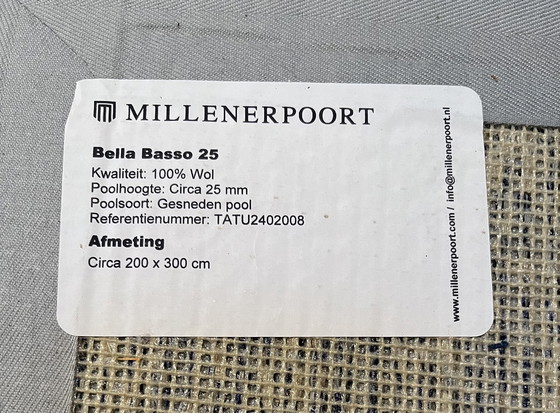 MILLENERPOORT
Bella Basso 25
Kwaliteit: 100% Wol
Poolhoogte: Circa 25 mm
Poolsoort: Gesneden pool
Referentienummer: TATU2402008
Afmeting
Circa 200 x 300 cm
www.millenerpoort.com / info@millenerpoort.nl